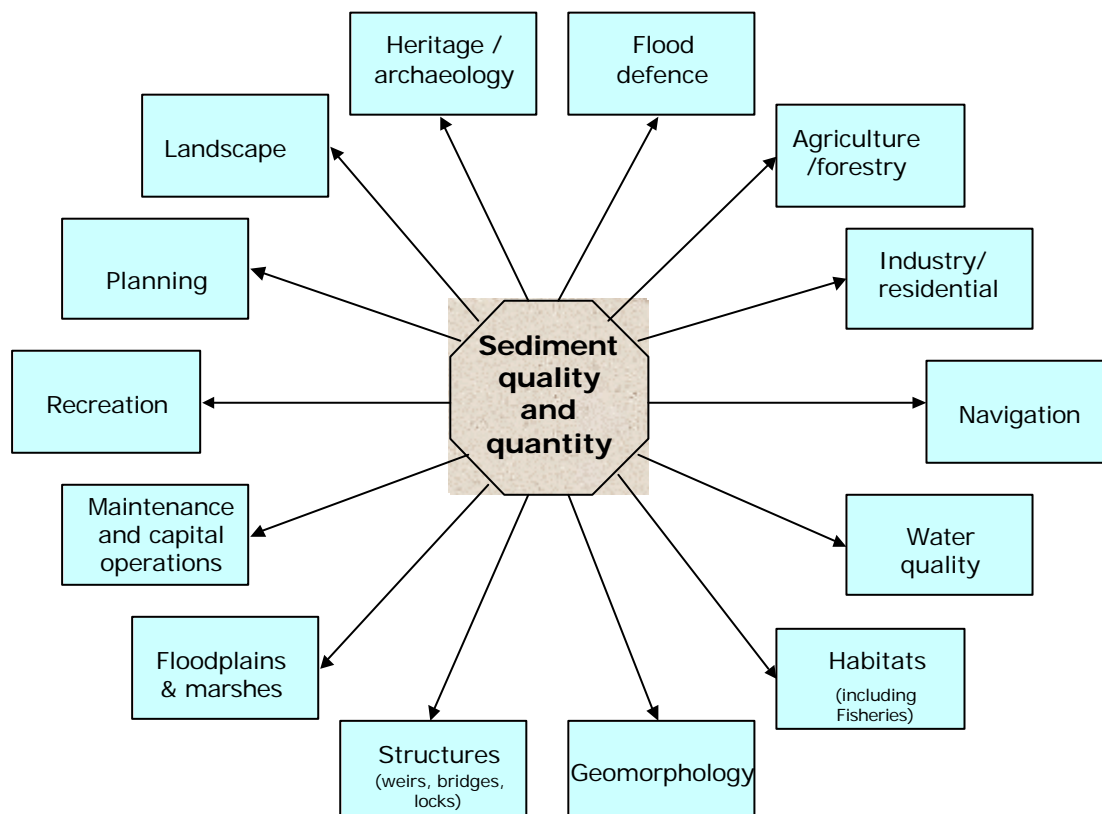 Heritage /
archaeology
Flood
defence
Landscape
Agriculture
/forestry
Planning
Industry/
residential
Sediment
quality
and
quantity
Recreation
Navigation
Maintenance
and capital
operations
Water
quality
Floodplains
& marshes
Habitats
(including
Fisheries)
Structures
(weirs, bridges,
locks)
Geomorphology